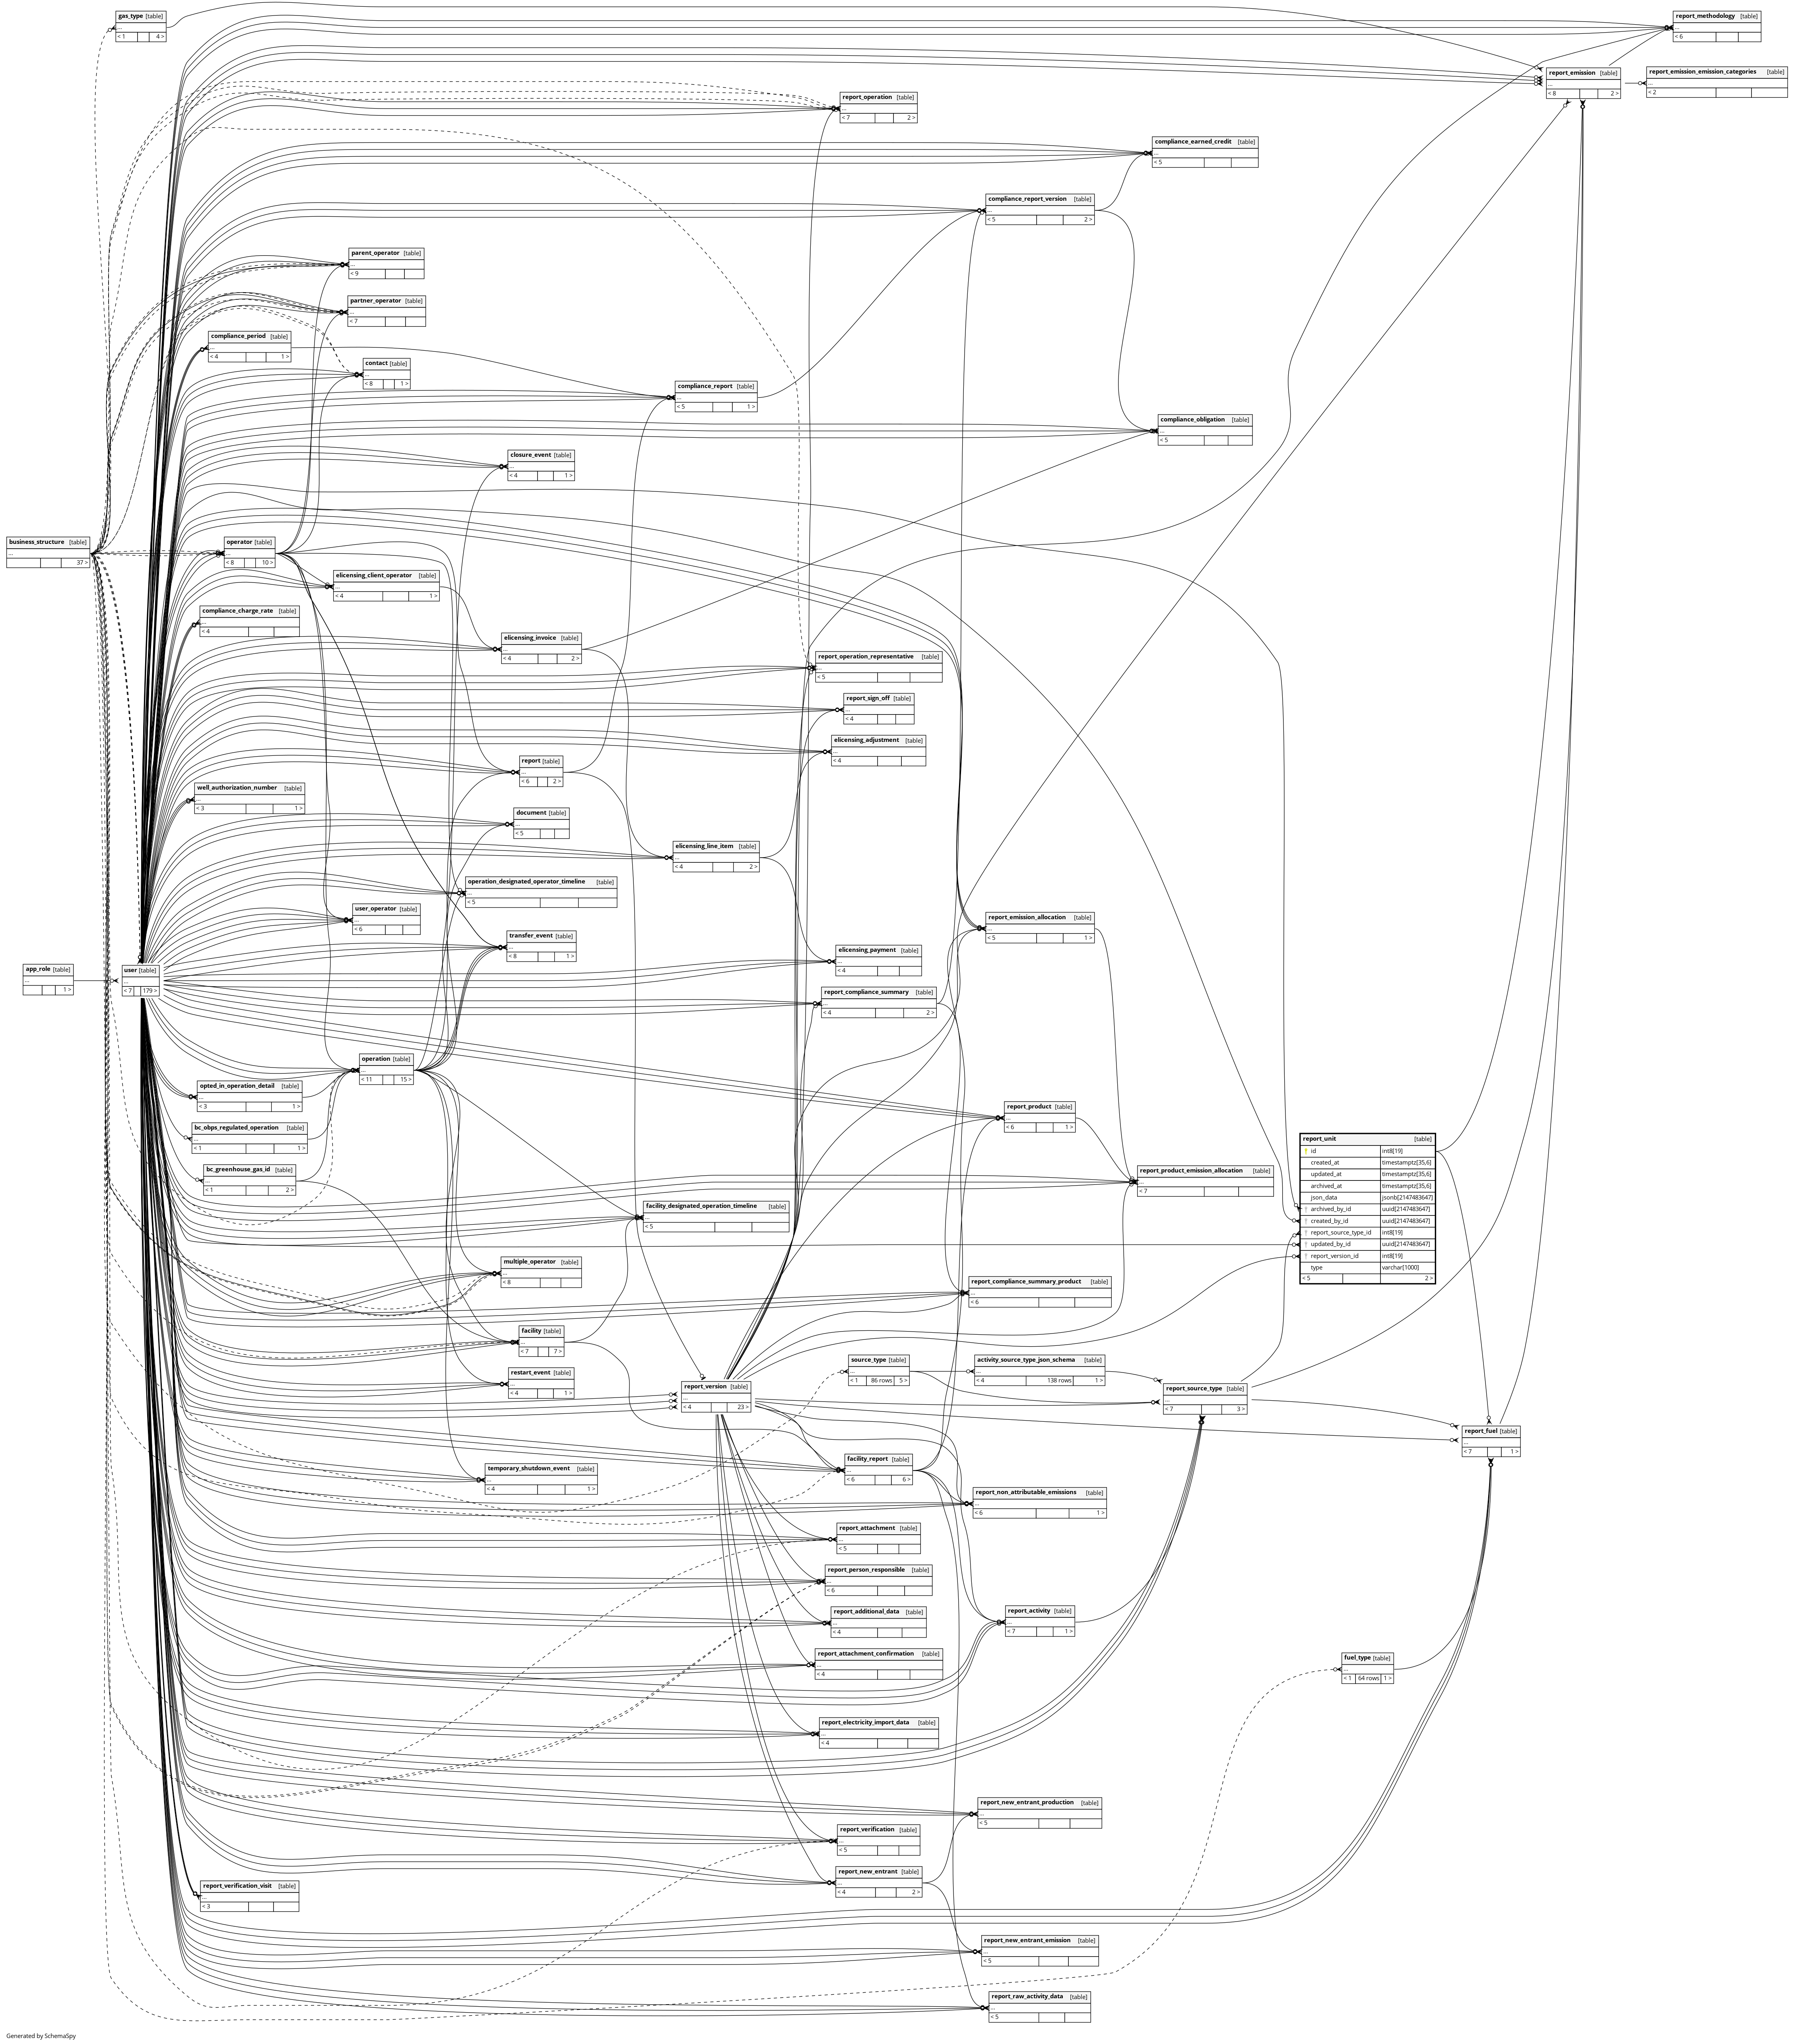 gas_type [table]
...
< 1 4 >
report_methodology [table]
...
< 6
report_emission [table]
...
< 8 2 >
report_emission_emission_categories [table]
...
< 2
report_operation [table]
...
< 7 2 >
compliance_earned_credit [table]
...
< 5
compliance_report_version [table]
...
< 5 2 >
parent_operator [table]
...
< 9
partner_operator [table]
...
< 7
compliance_period [table]
...
< 4 1 >
contact [table]
...
< 8 1 >
compliance_report [table]
...
< 5 1 >
compliance_obligation [table]
...
< 5
closure_event [table]
...
< 4 1 >
business_structure [table]
...
37 >
operator [table]
...
< 8 10 >
elicensing_client_operator [table]
...
< 4 1 >
compliance_charge_rate [table]
...
< 4
elicensing_invoice [table]
...
< 4 2 >
report_operation_representative [table]
...
< 5
report_sign_off [table]
...
< 4
elicensing_adjustment [table]
...
< 4
report [table]
...
< 6 2 >
well_authorization_number [table]
...
< 3 1 >
document [table]
...
< 5
elicensing_line_item [table]
...
< 4 2 >
operation_designated_operator_timeline [table]
...
< 5
user_operator [table]
...
< 6
report_emission_allocation [table]
...
< 5 1 >
transfer_event [table]
...
< 8 1 >
elicensing_payment [table]
...
< 4
app_role [table]
...
1 >
user [table]
...
< 7 179 >
report_compliance_summary [table]
...
< 4 2 >
operation [table]
...
< 11 15 >
opted_in_operation_detail [table]
...
< 3 1 >
report_product [table]
...
< 6 1 >
bc_obps_regulated_operation [table]
...
< 1 1 >
bc_greenhouse_gas_id [table]
...
< 1 2 >
report_product_emission_allocation [table]
...
< 7
report_unit [table]
id int8[19]
created_at timestamptz[35,6]
updated_at timestamptz[35,6]
archived_at timestamptz[35,6]
json_data jsonb[2147483647]
archived_by_id uuid[2147483647]
created_by_id uuid[2147483647]
report_source_type_id int8[19]
updated_by_id uuid[2147483647]
report_version_id int8[19]
type varchar[1000]
< 5 2 >
facility_designated_operation_timeline [table]
...
< 5
multiple_operator [table]
...
< 8
report_compliance_summary_product [table]
...
< 6
facility [table]
...
< 7 7 >
restart_event [table]
...
< 4 1 >
report_version [table]
...
< 4 23 >
source_type [table]
...
< 1 86 rows 5 >
activity_source_type_json_schema [table]
...
< 4 138 rows 1 >
report_source_type [table]
...
< 7 3 >
report_fuel [table]
...
< 7 1 >
facility_report [table]
...
< 6 6 >
temporary_shutdown_event [table]
...
< 4 1 >
report_non_attributable_emissions [table]
...
< 6 1 >
report_attachment [table]
...
< 5
report_person_responsible [table]
...
< 6
report_additional_data [table]
...
< 4
report_activity [table]
...
< 7 1 >
report_attachment_confirmation [table]
...
< 4
fuel_type [table]
...
< 1 64 rows 1 >
report_electricity_import_data [table]
...
< 4
report_new_entrant_production [table]
...
< 5
report_verification [table]
...
< 5
report_new_entrant [table]
...
< 4 2 >
report_verification_visit [table]
...
< 3
report_new_entrant_emission [table]
...
< 5
report_raw_activity_data [table]
...
< 5
Generated by SchemaSpy